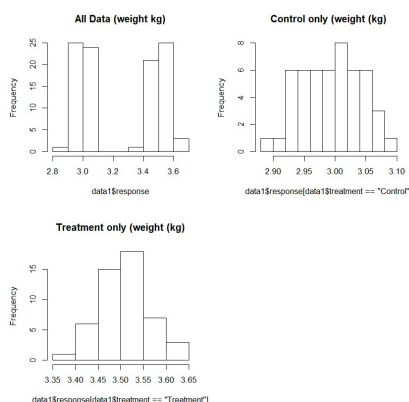 All Data (weight kg)
Frequency
0 5 10 15 20 25
2.8 3.0 3.2 3.4 3.6
data1$response
Control only (weight (kg)
Frequency
0 2 4 6 8
2.90 2.95 3.00 3.05 3.10
data1$response[data1$treatment == "Control"
Treatment only (weight (kg)
Frequency
0 5 10 15
3.35 3.40 3.45 3.50 3.55 3.60 3.65
data1$response[data1$treatment == "Treatment"]